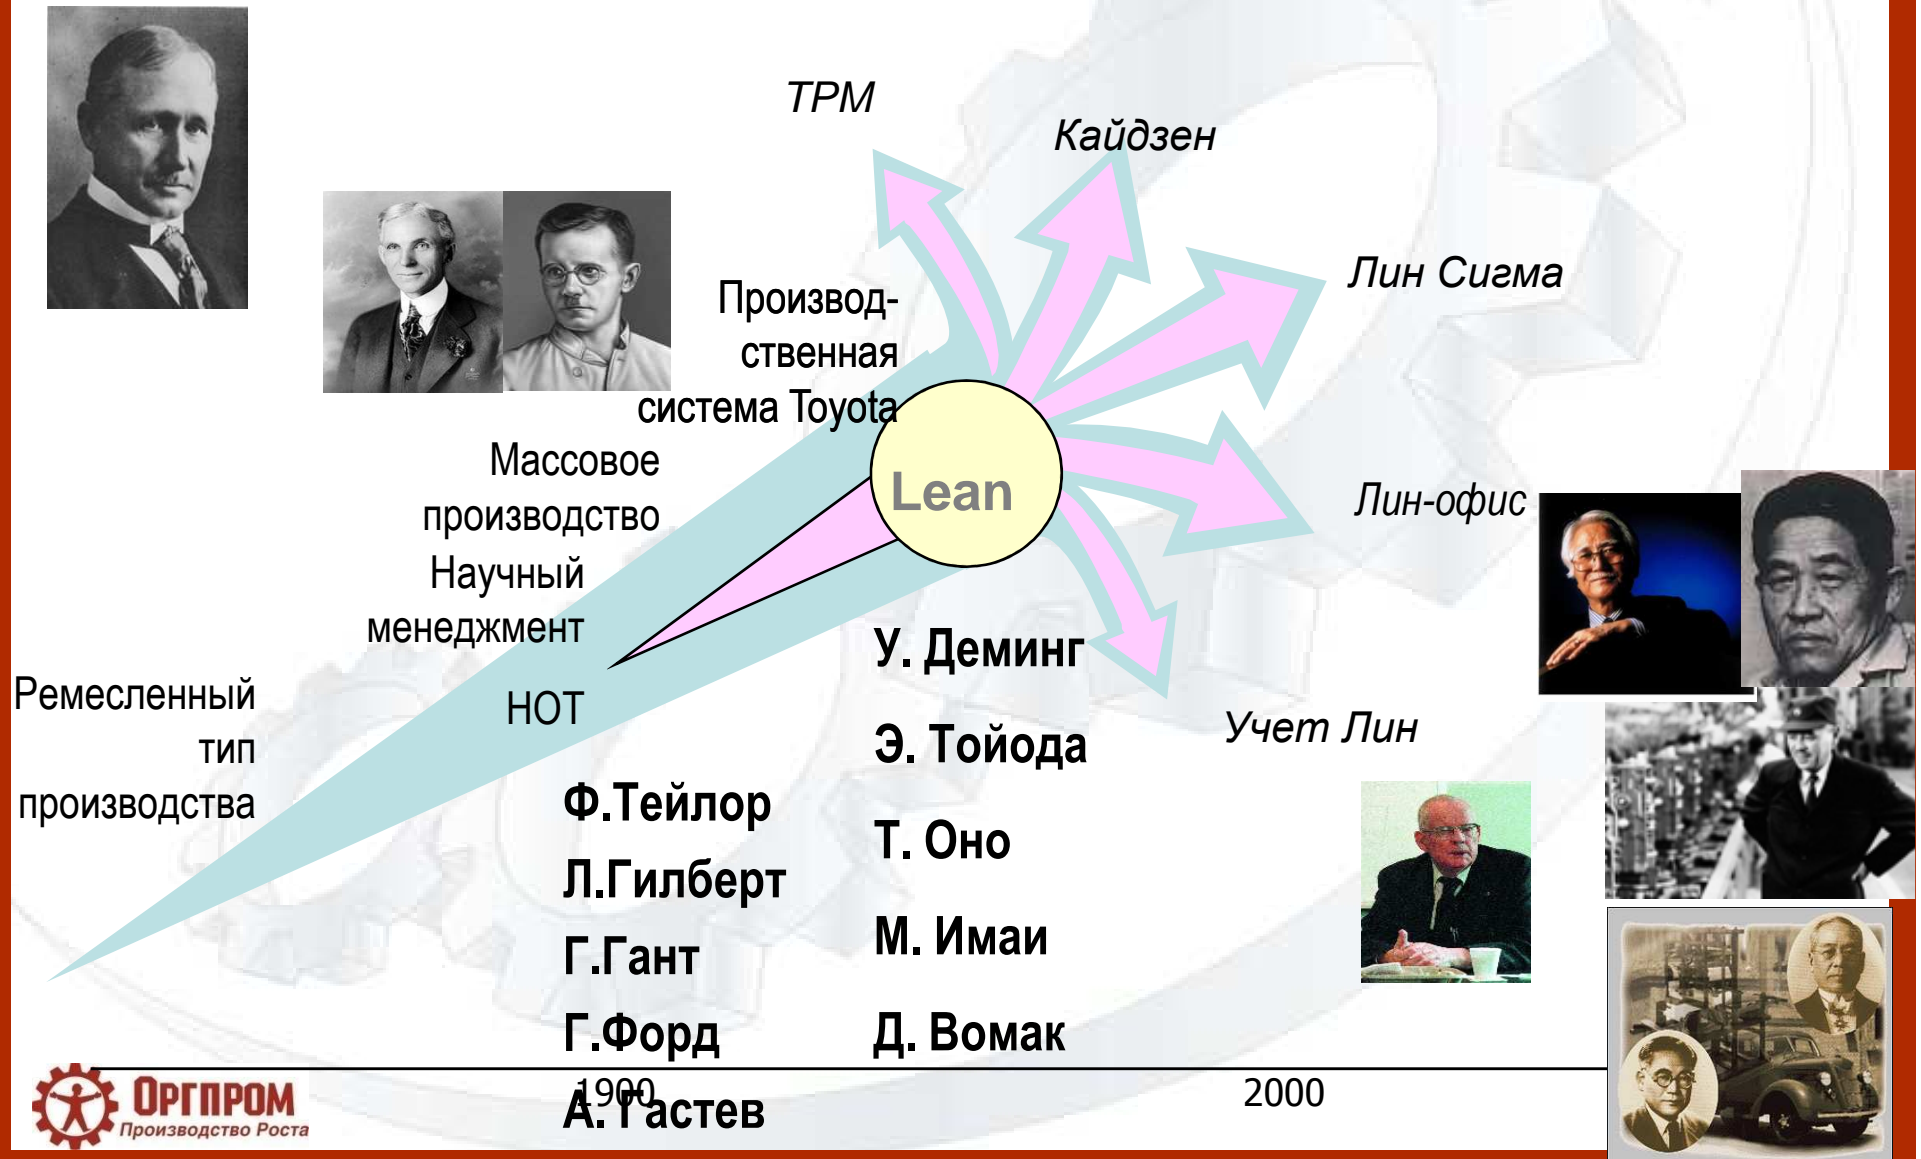 TPM
Кайдзен
Лин Сигма
Производ-
ственная
система Toyota
Массовое
производство
Научный
менеджмент
НОТ
Ремесленный
тип
производства
Lean
Лин-офис
Учет Лин
Ф.Тейлор
Л.Гилберт
Г.Гант
Г.Форд
А. Гастев
У. Деминг
Э. Тойода
Т. Оно
М. Имаи
Д. Вомак
1900
2000
ОРГПРОМ
Производство Роста